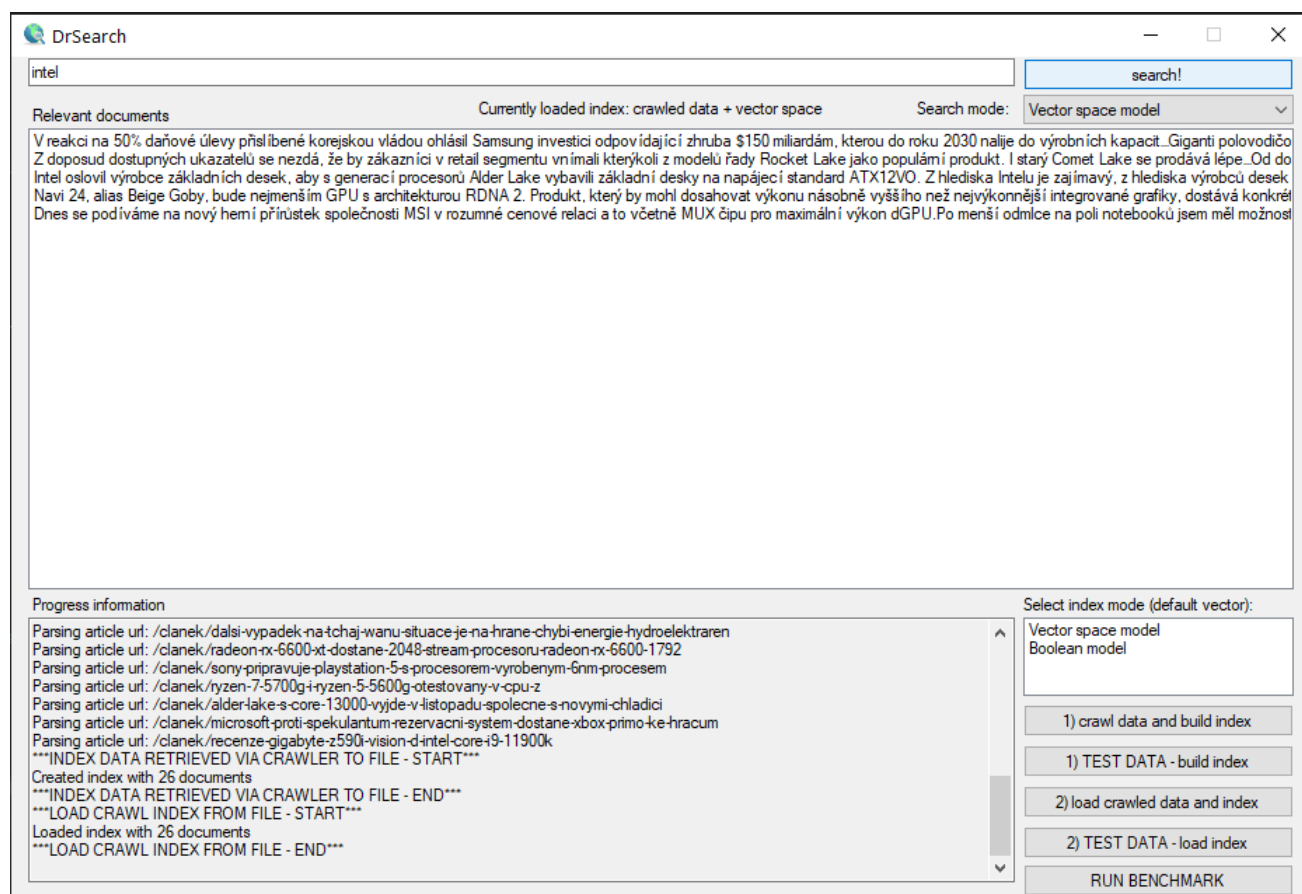 DrSearch
intel
search!
Relevant documents
Currently loaded index: crawled data + vector space
Search mode:
Vector space model
V reakci na 50% daňové úlevy přislíbené korejskou vládou ohlásil Samsung investici odpovídající zhruba $150 miliardám, kterou do roku 2030 nalije do výrobních kapacit...Giganti polovodičo
Z doposud dostupných ukazatelů se nezdá, že by zákazníci v retail segmentu vnímali kterýkoli z modelů řady Rocket Lake jako populární produkt. I starý Comet Lake se prodává lépe...Od do
Intel oslovil výrobce základních desek, aby s generací procesorů Alder Lake vybavili základní desky na napájecí standard ATX12VO. Z hlediska Intelu je zajímavý, z hlediska výrobců desek
Navi 24, alias Beige Goby, bude nejmenším GPU s architekturou RDNA 2. Produkt, který by mohl dosahovat výkonu násobně vyššího než nejvýkonnější integrované grafiky, dostává konkrét
Dnes se podíváme na nový herní přírůstek společnosti MSI v rozumné cenové relaci a to včetně MUX čipu pro maximální výkon dGPU.Po menší odmlce na poli notebooků jsem měl možnost
Progress information
Parsing article url: /clanek/dalsi-vypadek-na-tchaj-wanu-situace-je-na-hrane-chybi-energie-hydroelektraren
Parsing article url: /clanek/radeon-rx-6600-xt-dostane-2048-stream-procesoru-radeon-rx-6600-1792
Parsing article url: /clanek/sony-pripravuje-playstation-5-s-procesorem-vyrobenym-6nm-procesem
Parsing article url: /clanek/ryzen-7-5700g-i-ryzen-5-5600g-otestovany-v-cpu-z
Parsing article url: /clanek/alder-lake-s-core-13000-vyjde-v-listopadu-spolecne-s-novymi-chladici
Parsing article url: /clanek/microsoft-proti-spekulantum-rezervacni-system-dostane-xbox-primo-ke-hracum
Parsing article url: /clanek/recenze-gigabyte-z590i-vision-d-intel-core-i9-11900k
***INDEX DATA RETRIEVED VIA CRAWLER TO FILE - START***
Created index with 26 documents
***INDEX DATA RETRIEVED VIA CRAWLER TO FILE - END***
***LOAD CRAWL INDEX FROM FILE - START***
Loaded index with 26 documents
***LOAD CRAWL INDEX FROM FILE - END***
Select index mode (default vector):
Vector space model
Boolean model
1) crawl data and build index
1) TEST DATA - build index
2) load crawled data and index
2) TEST DATA - load index
RUN BENCHMARK